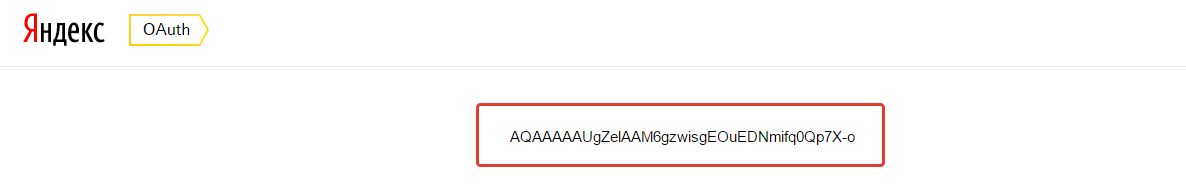 Яндекс OAuth
AQAAAAAUgZelAAM6gzwisgEOuEDNmifq0Qp7X-o